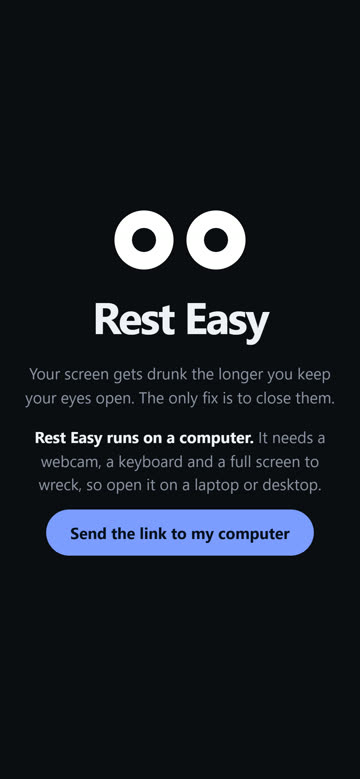 Rest Easy
Your screen gets drunk the longer you keep
your eyes open. The only fix is to close them.
Rest Easy runs on a computer. It needs a
webcam, a keyboard and a full screen to
wreck, so open it on a laptop or desktop.
Send the link to my computer